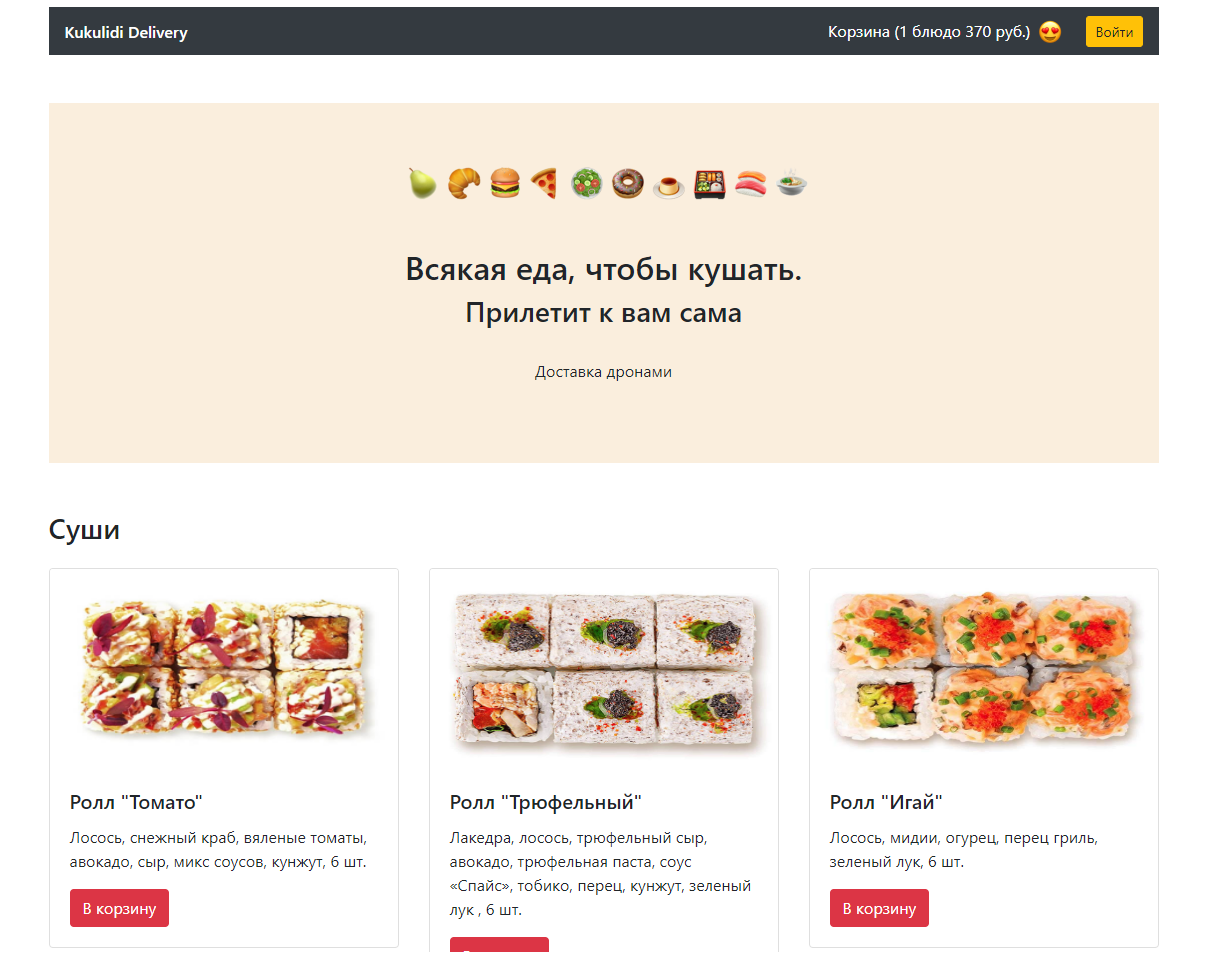 Kukulidi Delivery
Корзина (1 блюдо 370 руб.)
Войти
Всякая еда, чтобы кушать.
Прилетит к вам сама
Доставка дронами
Суши
Ролл "Томато"
Лосось, снежный краб, вяленые томаты,
авокадо, сыр, микс соусов, кунжут, 6 шт.
В корзину
Ролл "Трюфельный"
Лакедра, лосось, трюфельный сыр,
авокадо, трюфельная паста, соус
«Спайс», тобико, перец, кунжут, зеленый
лук , 6 шт.
Ролл "Игай"
Лосось, мидии, огурец, перец гриль,
зеленый лук, 6 шт.
В корзину